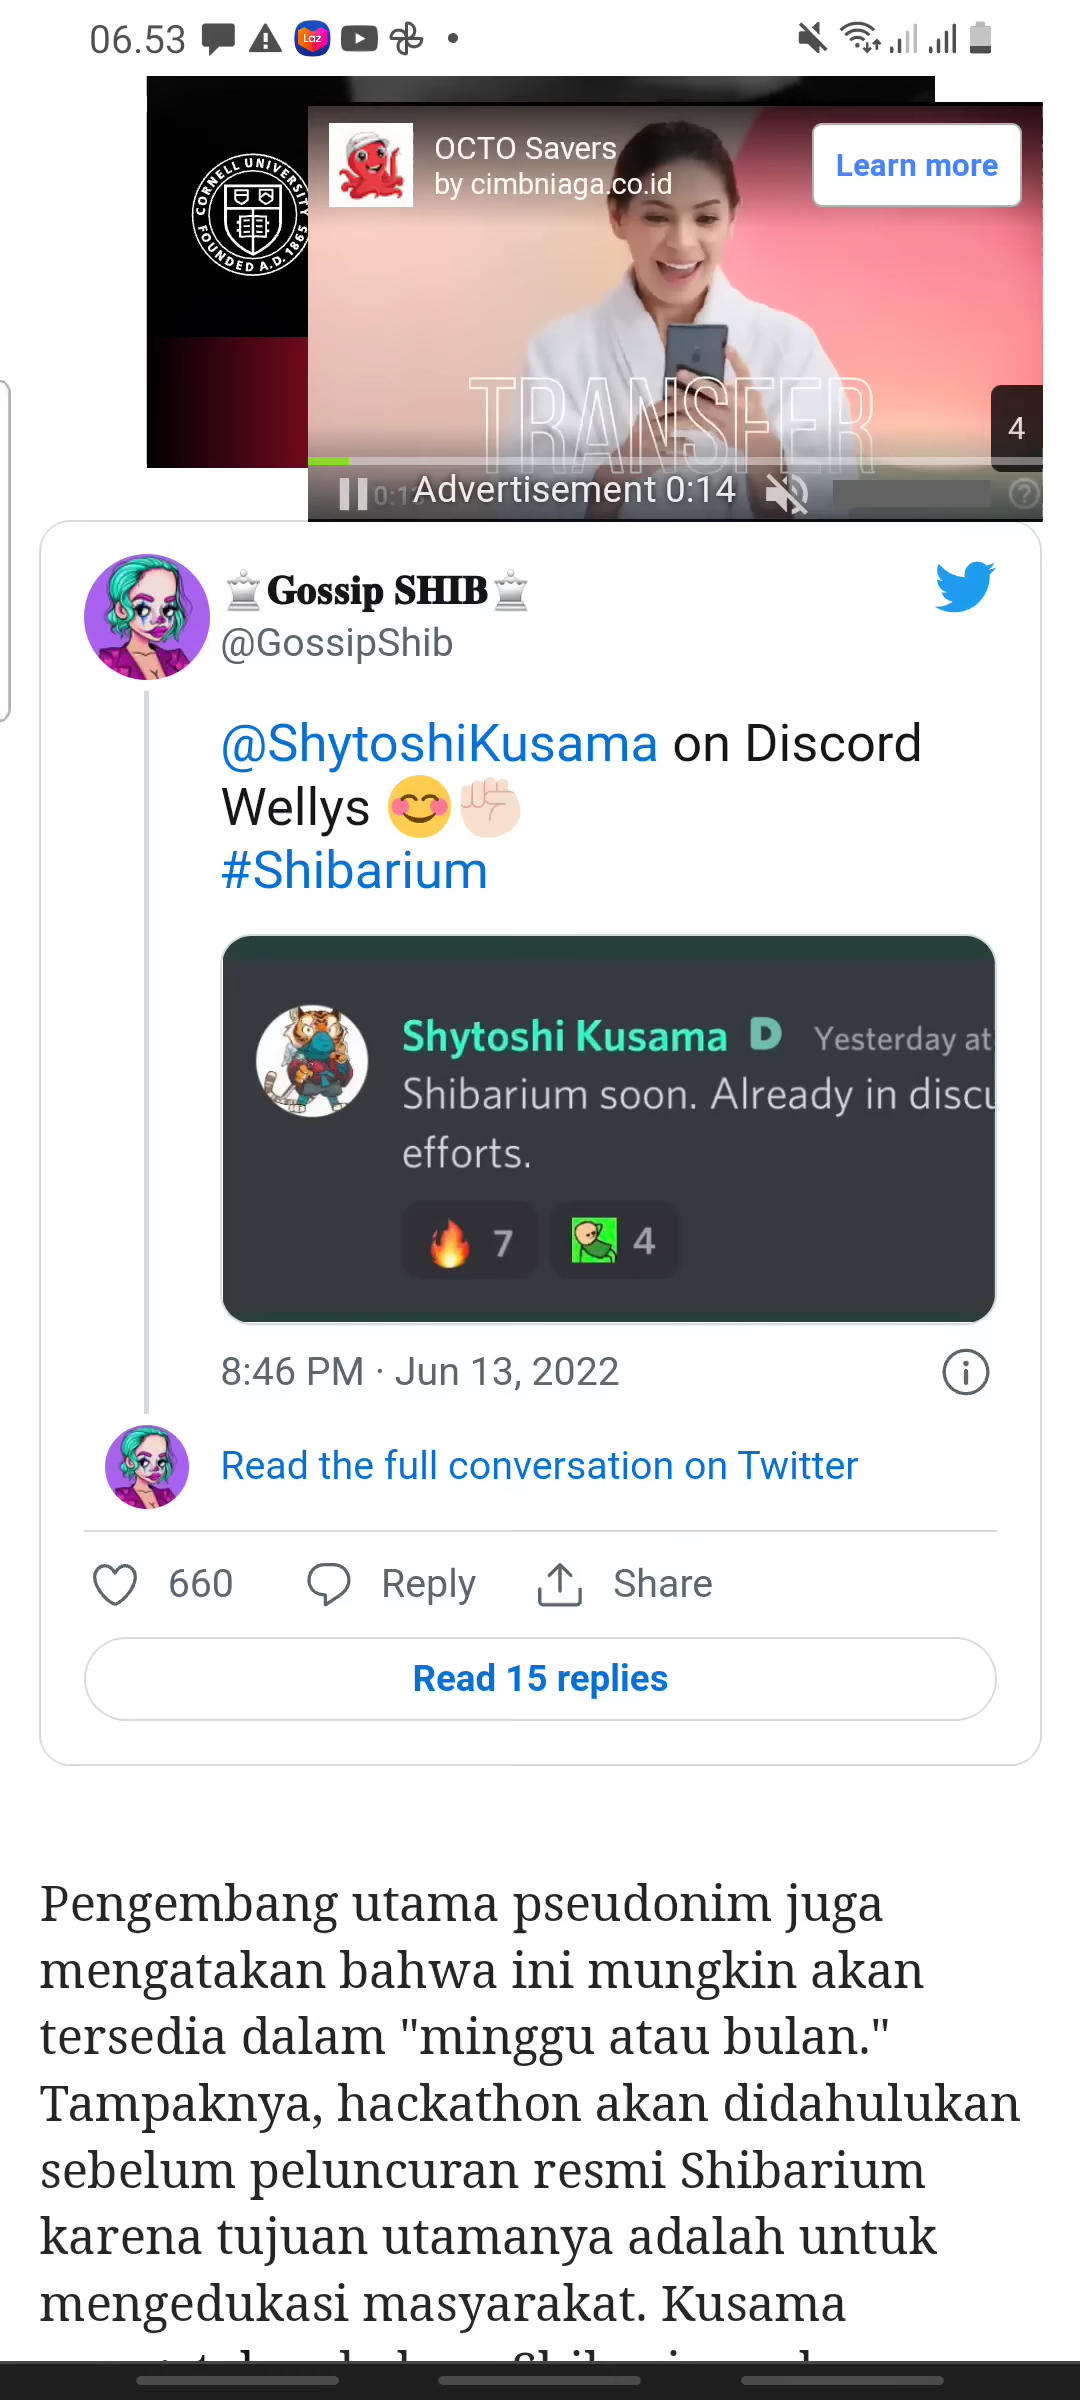 06.53
Laz
CORNELL UNIVERSITY
FOUNDED A.D. 1865
OCTO Savers
by cimbniaga.co.id
Learn more
TRANSFER
4
Advertisement 0:14
Gossip SHIB
@GossipShib
@ShytoshiKusama on Discord
Wellys
#Shibarium
Shytoshi Kusama D Yesterday at
Shibarium soon. Already in
efforts.
7 4
8:46 PM · Jun 13, 2022
Read the full conversation on Twitter
660 Reply Share
Read 15 replies
Pengembang utama pseudonim juga
mengatakan bahwa ini mungkin akan
tersedia dalam "minggu atau bulan."
Tampaknya, hackathon akan didahulukan
sebelum peluncuran resmi Shibarium
karena tujuan utamanya adalah untuk
mengedukasi masyarakat. Kusama